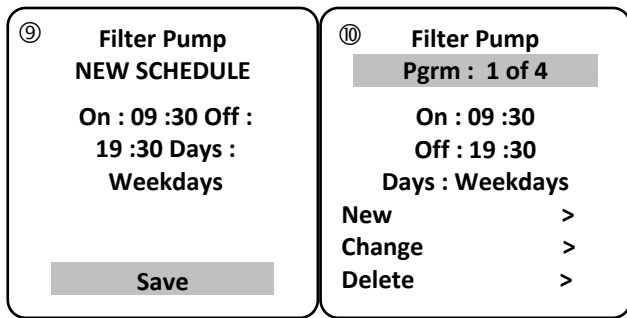 ⑨
Filter Pump
NEW SCHEDULE
On : 09 :30 Off :
19 :30 Days :
Weekdays
Save
⑩
Filter Pump
Pgrm : 1 of 4
On : 09 :30
Off : 19 :30
Days : Weekdays
New >
Change >
Delete >